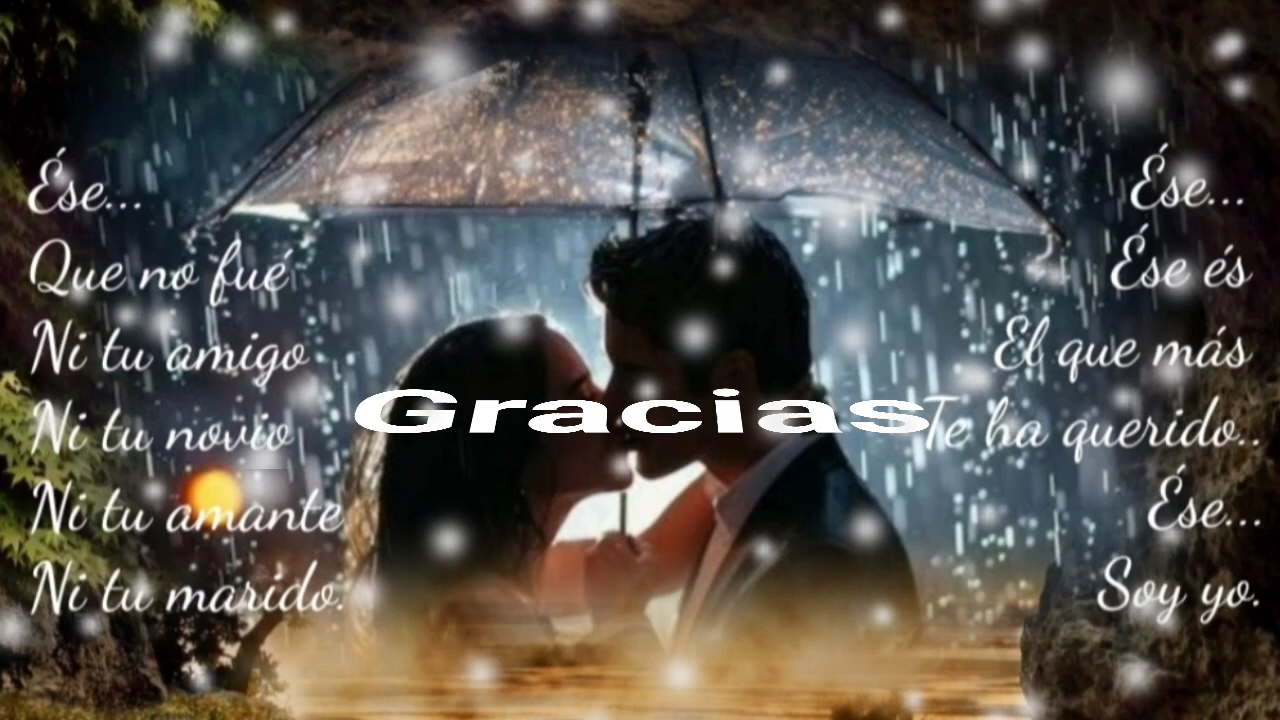 Ése...
Que no fué
Ni tu amigo
Ni tu novio
Ni tu amante
Ni tu marido.
Gracias
Ése...
Ése és
El que más
Te ha querido..
Ése...
Soy yo.